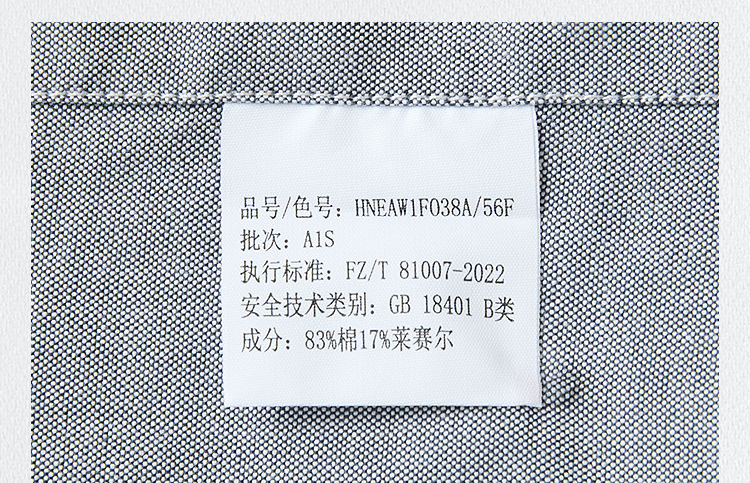 品号/色号：HNEAW1F038A/56F
批次：A1S
执行标准：FZ/T 81007-2022
安全技术类别：GB 18401 B类
成分：83%棉17%莱赛尔